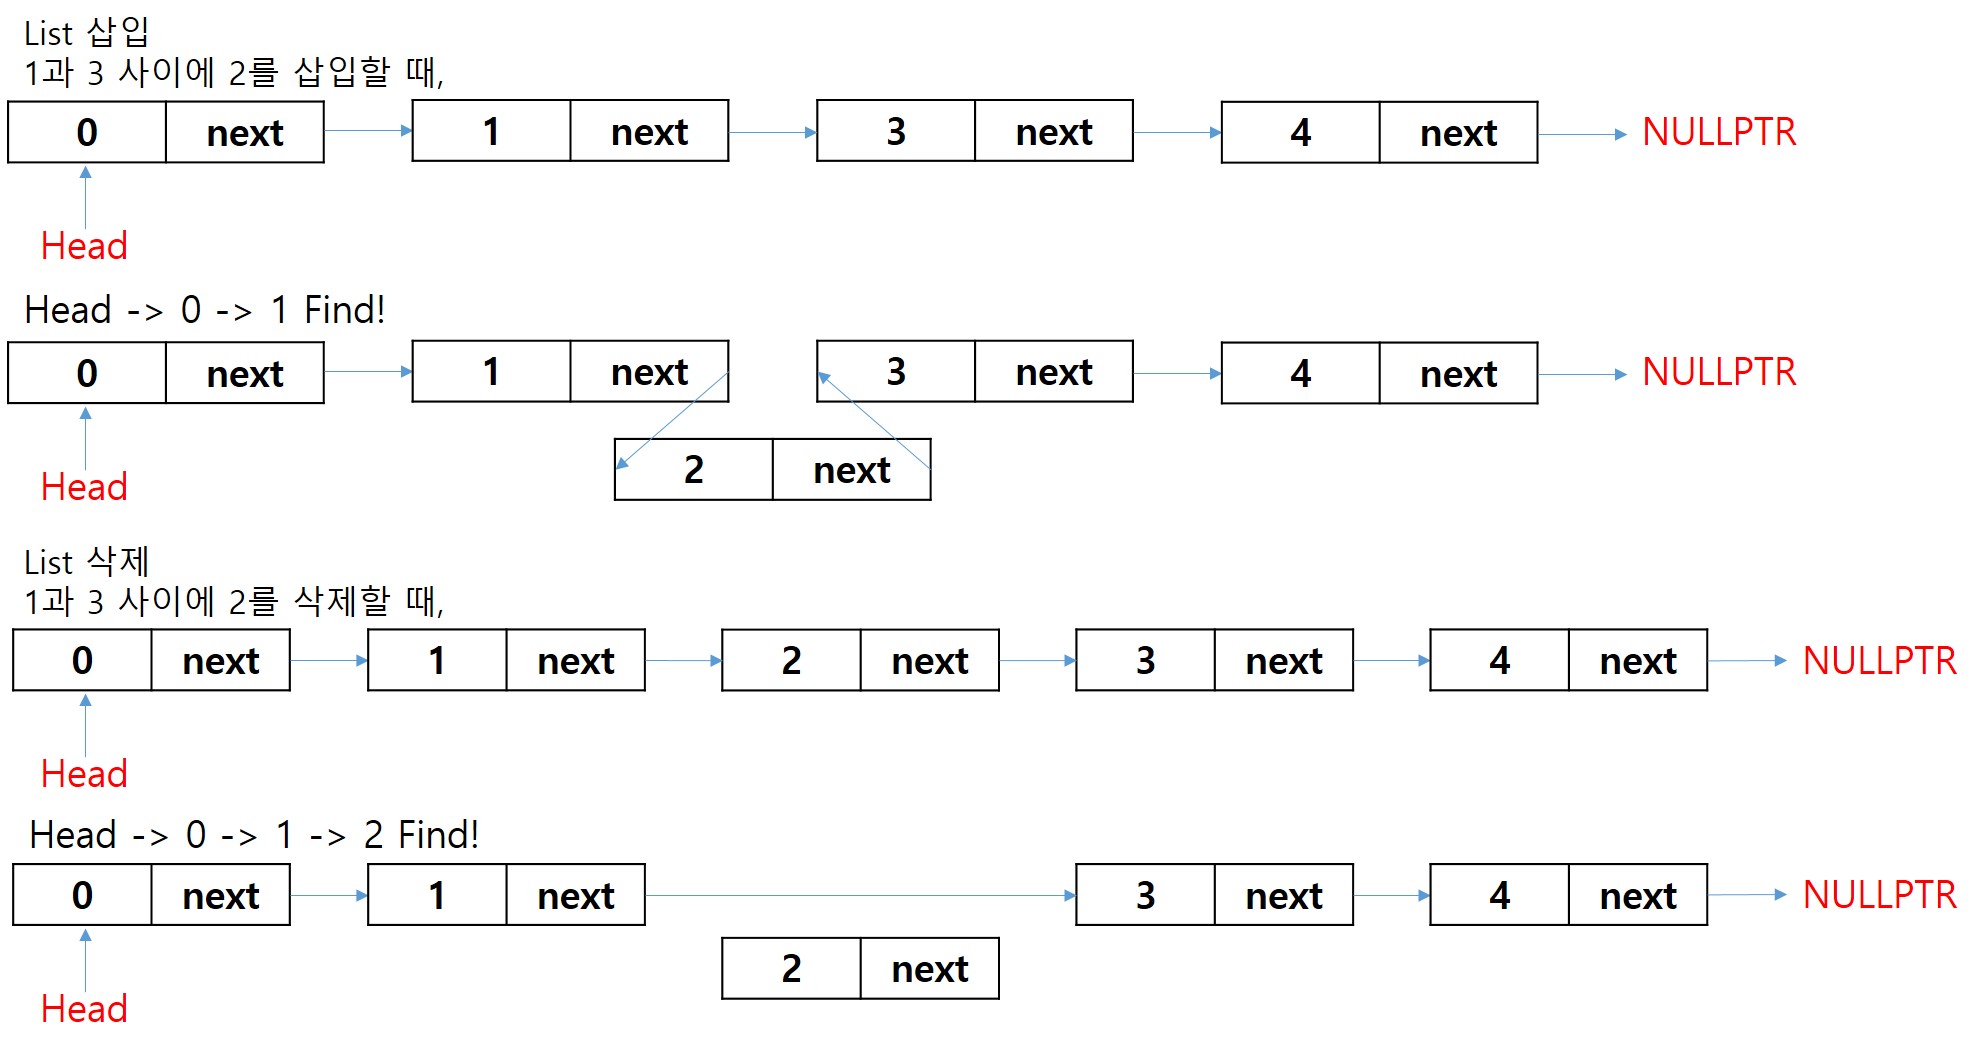 List 삽입
1과 3 사이에 2를 삽입할 때,
0 next 1 next 3 next 4 next NULLPTR
Head
Head -> 0 -> 1 Find!
0 next 1 next 3 next 4 next NULLPTR
2 next
Head
List 삭제
1과 3 사이에 2를 삭제할 때,
0 next 1 next 2 next 3 next 4 next NULLPTR
Head
Head -> 0 -> 1 -> 2 Find!
0 next 1 next 3 next 4 next NULLPTR
2 next
Head